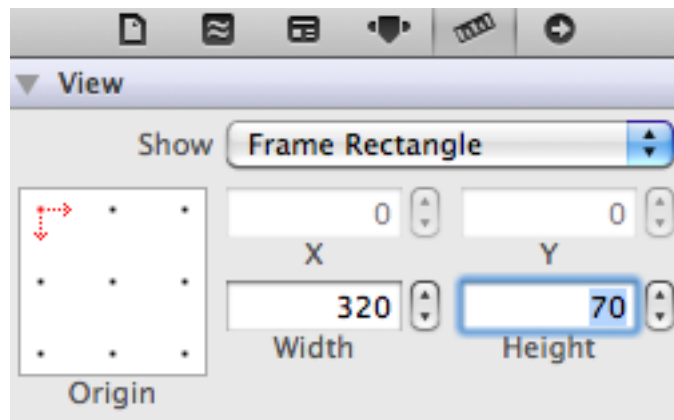 View
Show Frame Rectangle
0 0
X Y
320 70
Width Height
Origin